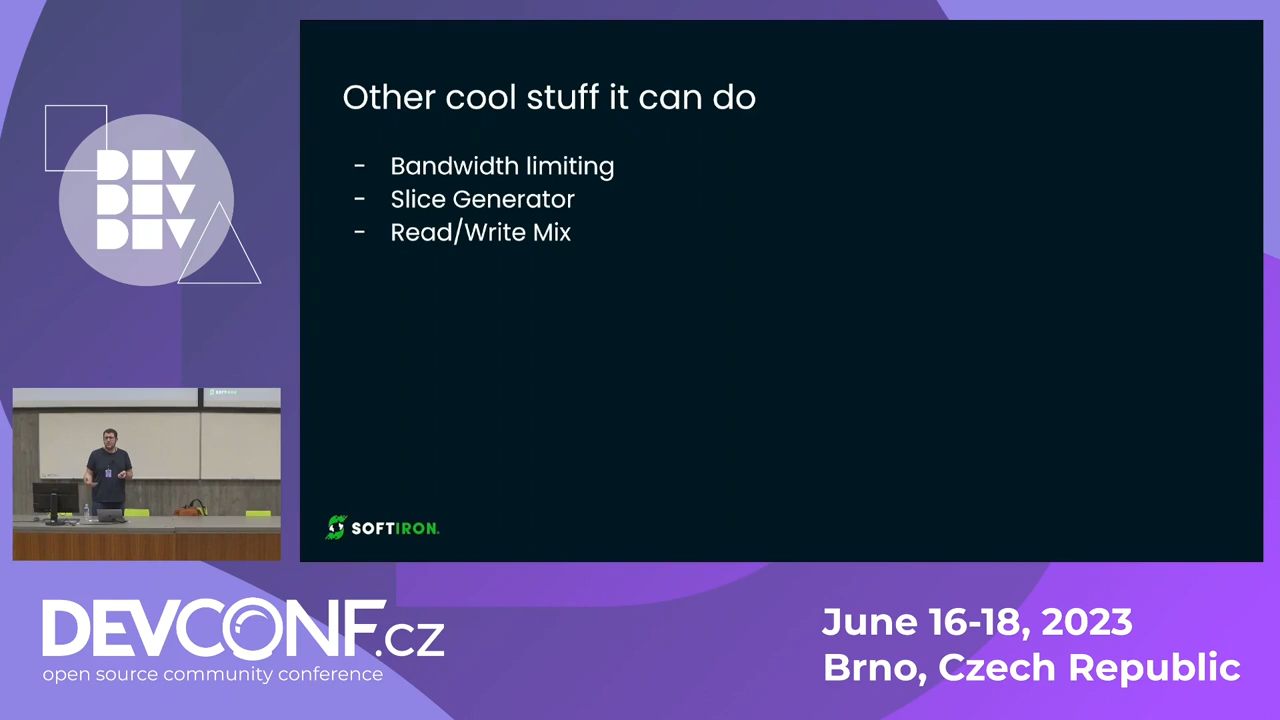 DEV
DEV
DEV
Other cool stuff it can do
- Bandwidth limiting
- Slice Generator
- Read/Write Mix
SOFTIRON
DEVCONF.cz
open source community conference
June 16-18, 2023
Brno, Czech Republic